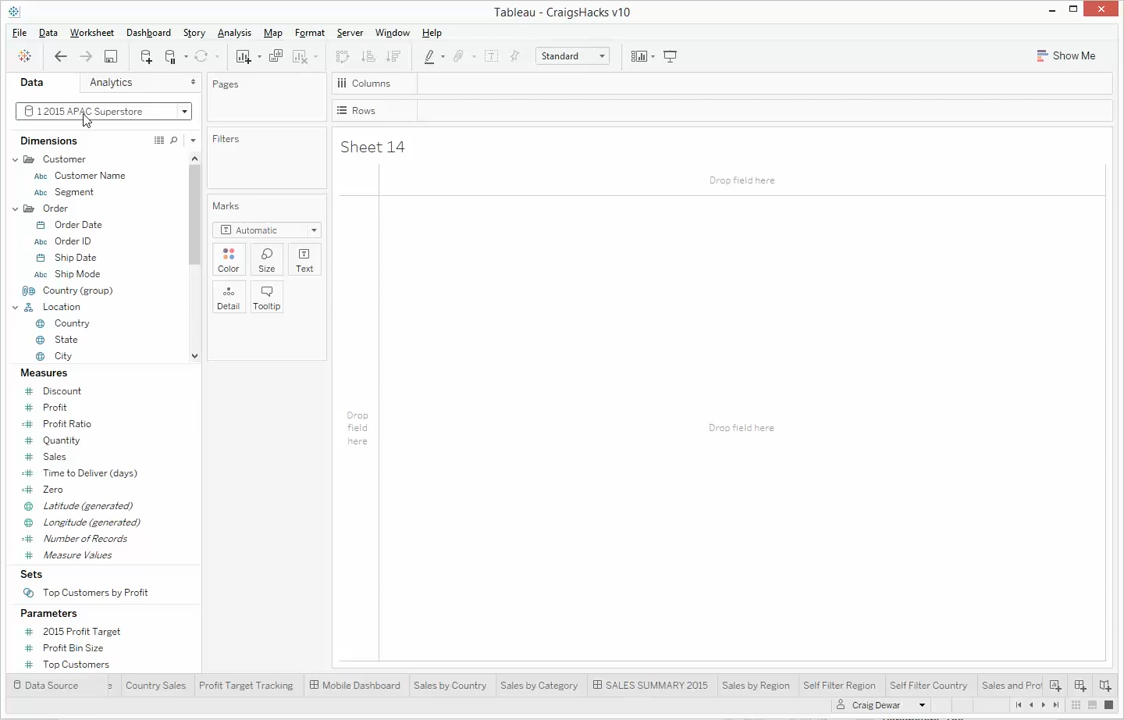 Tableau - CraigsHacks v10
File Data Worksheet Dashboard Story Analysis Map Format Server Window Help
Standard
Show Me
Data Analytics
1 2015 APAC Superstore
Dimensions
Customer
Abc Customer Name
Abc Segment
Order
Order Date
Abc Order ID
Ship Date
Abc Ship Mode
Country (group)
Location
Country
State
City
Measures
Discount
Profit
Profit Ratio
Quantity
Sales
Time to Deliver (days)
Zero
Latitude (generated)
Longitude (generated)
Number of Records
Measure Values
Sets
Top Customers by Profit
Parameters
2015 Profit Target
Profit Bin Size
Top Customers
Pages
Filters
Marks
Automatic
Color Size Text
Detail Tooltip
Columns
Rows
Sheet 14
Drop field here
Drop
field
here
Drop field here
Data Source Country Sales Profit Target Tracking Mobile Dashboard Sales by Country Sales by Category SALES SUMMARY 2015 Sales by Region Self Filter Region Self Filter Country Sales and Prof
Craig Dewar